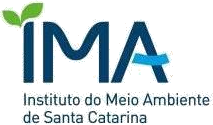 IMA
Instituto do Meio Ambiente
de Santa Catarina